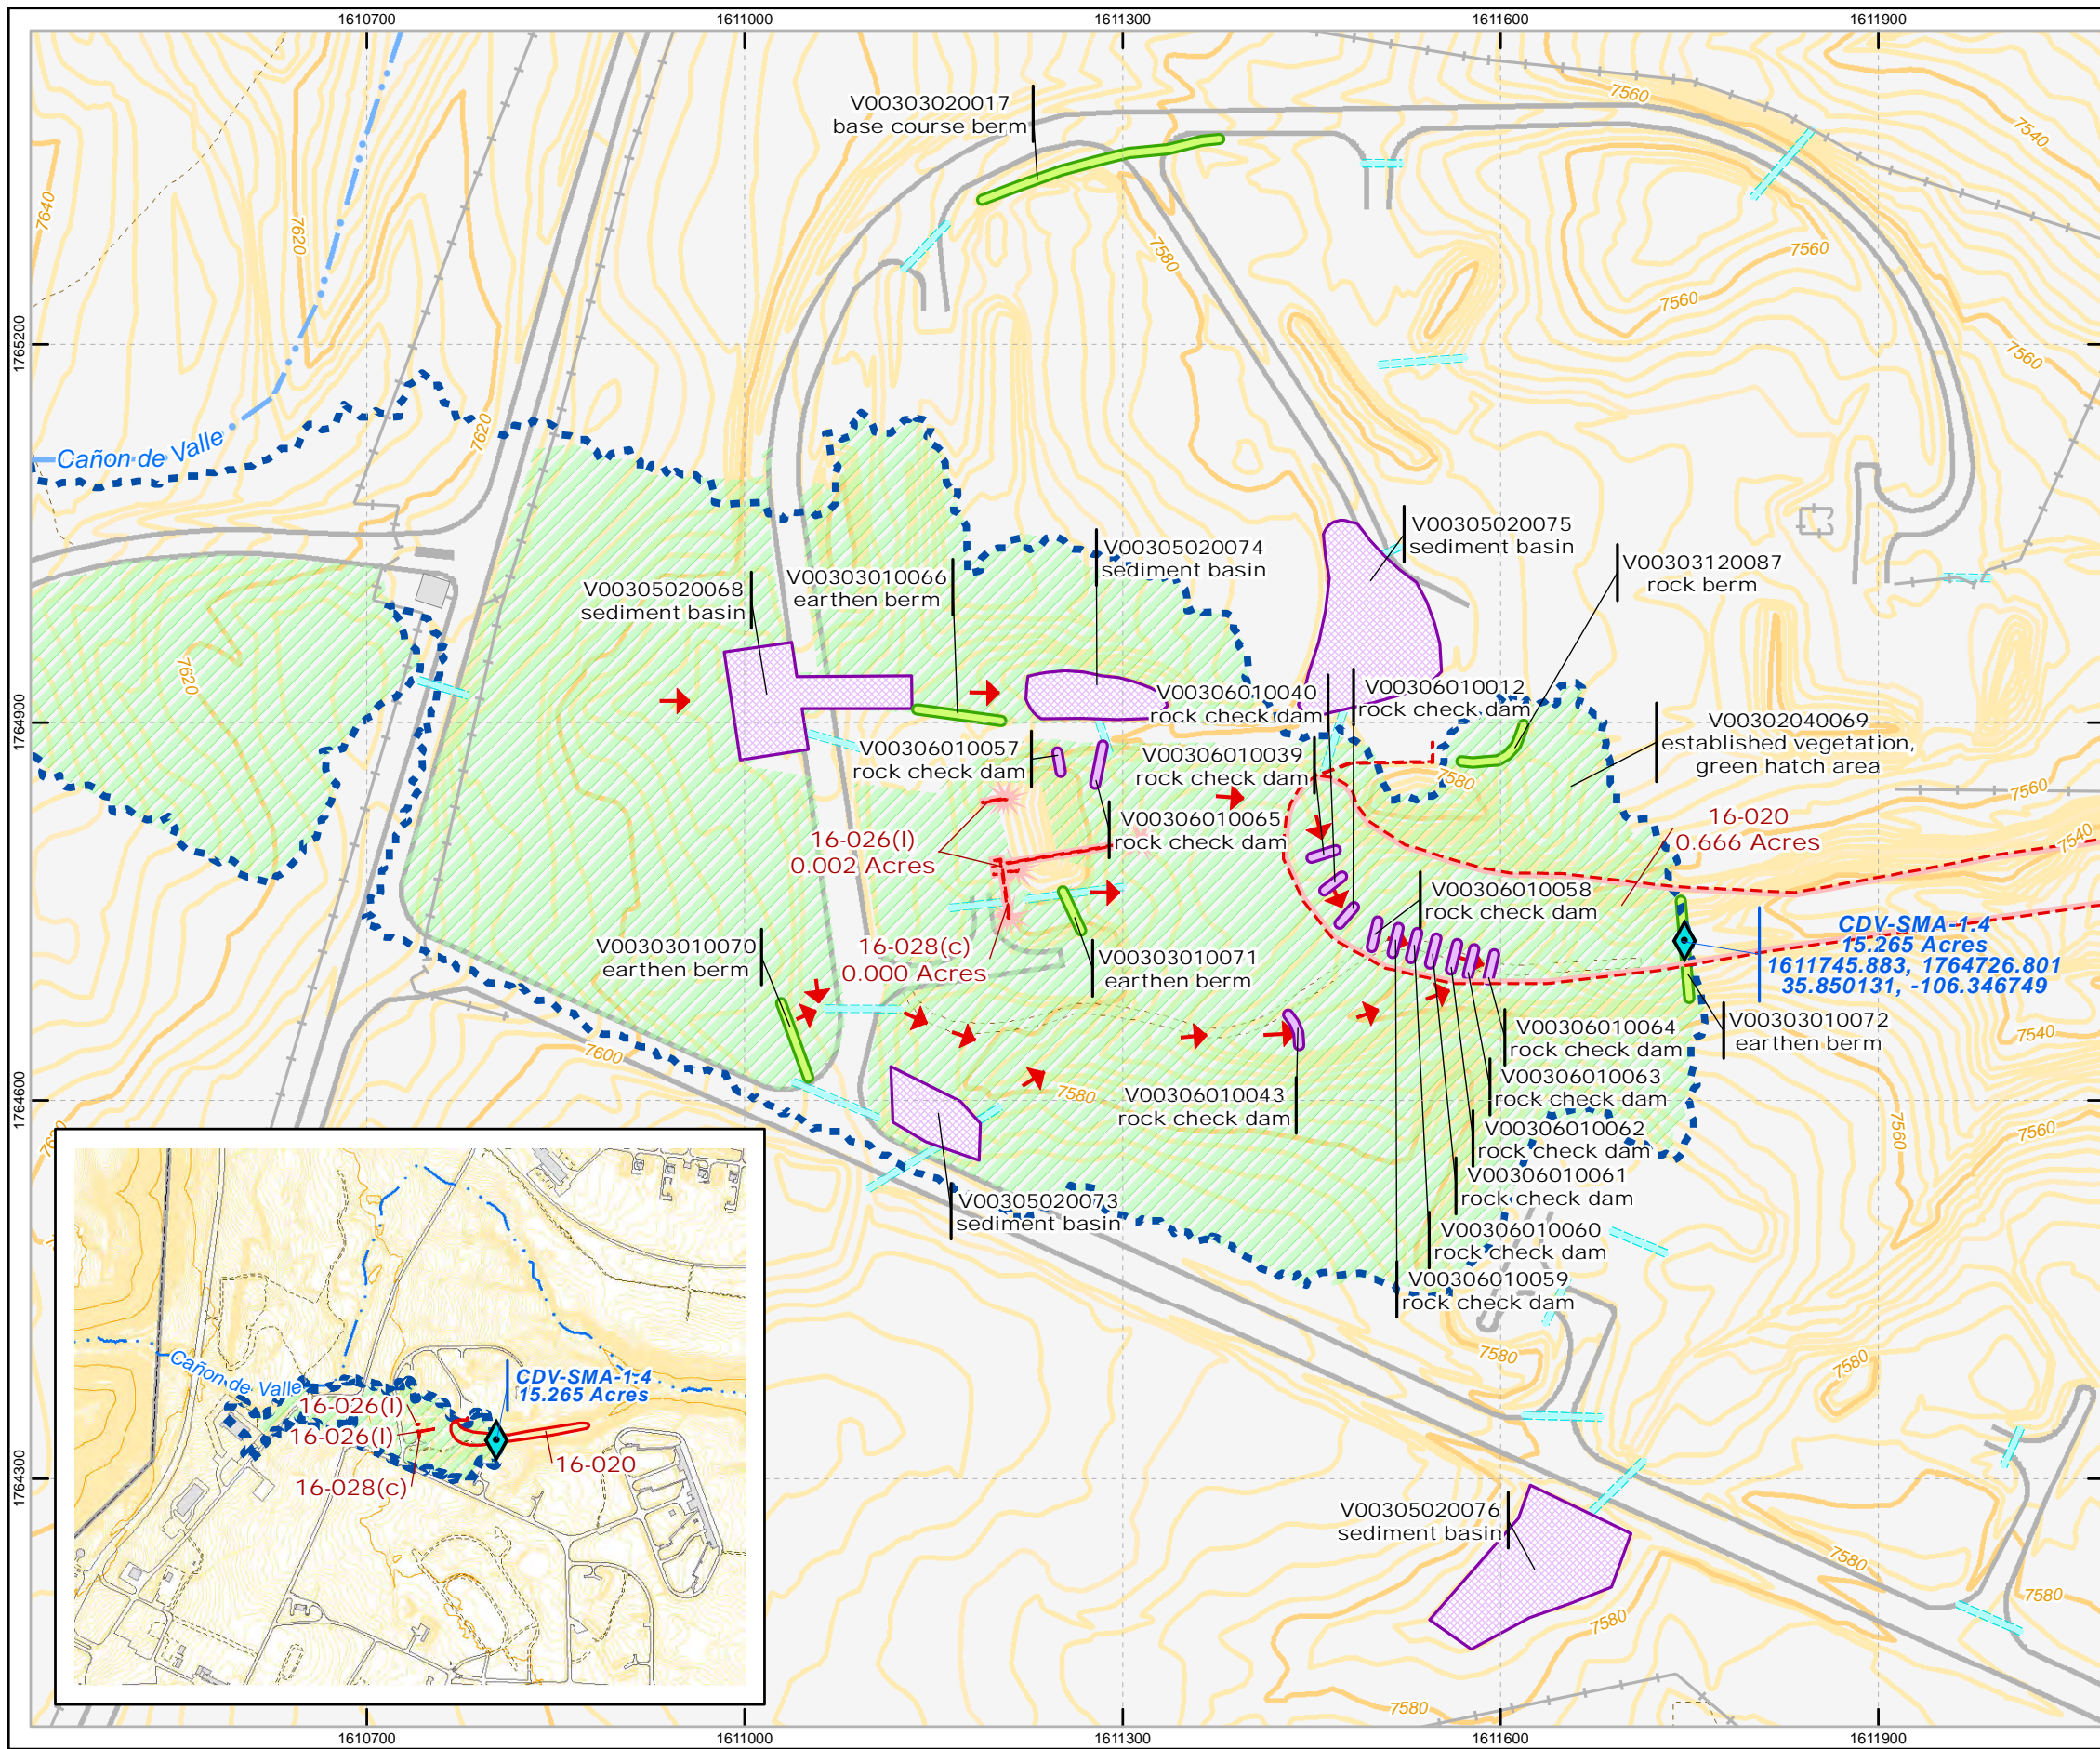 1610700
1611000
1611300
1611600
1611900
1765200
1764900
1764600
1764300
V00303020017
base course berm
7560
7540
7640
7620
7580
7560
7560
7560
7620
Cañon de Valle
V00305020075
sediment basin
V00305020074
sediment basin
V00303120087
rock berm
V00303010066
earthen berm
V00305020068
sediment basin
7620
V00306010040
rock check dam
V00306010012
rock check dam
V00302040069
established vegetation,
green hatch area
V00306010057
rock check dam
V00306010039
rock check dam
7580
7560
V00306010065
rock check dam
16-026(l)
0.002 Acres
16-020
0.666 Acres
7540
V00306010058
rock check dam
V00303010070
earthen berm
16-028(c)
0.000 Acres
V00303010071
earthen berm
CDV-SMA-1.4
15.265 Acres
1611745.883, 1764726.801
35.850131, -106.346749
V00303010072
earthen berm
7540
7600
V00306010064
rock check dam
V00306010063
rock check dam
7580
V00306010043
rock check dam
V00306010062
rock check dam
7560
7560
V00306010061
rock check dam
V00305020073
sediment basin
V00306010060
rock check dam
V00306010059
rock check dam
7580
7580
V00305020076
sediment basin
7580
7580
7580
7580
Cañon de Valle
CDV-SMA-1.4
15.265 Acres
16-026(l)
16-026(l)
16-020
16-028(c)
1610700
1611000
1611300
1611600
1611900